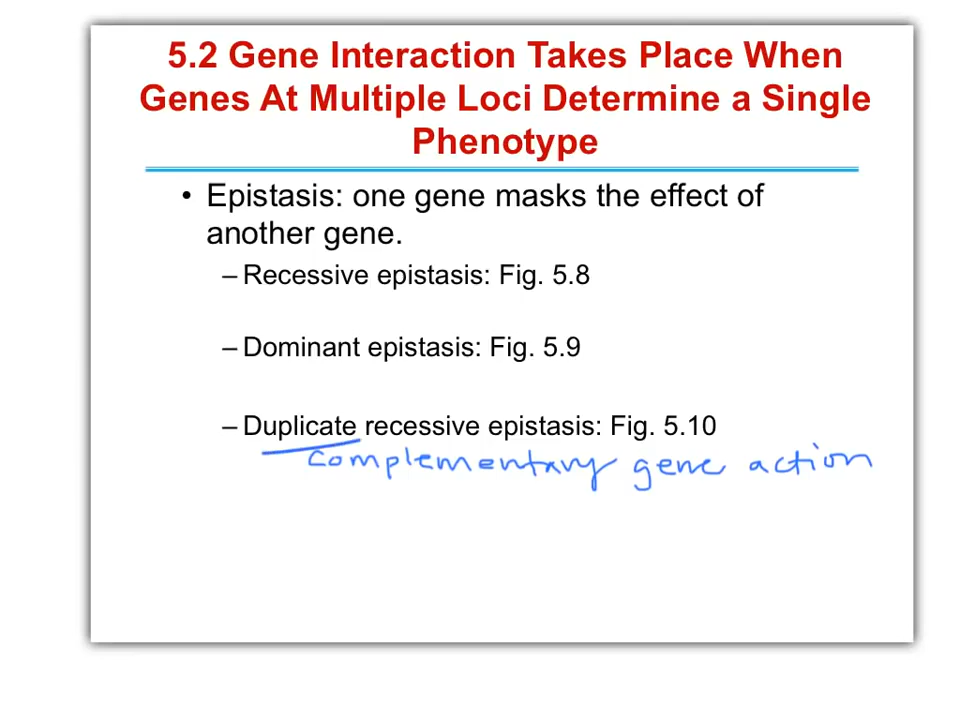 5.2 Gene Interaction Takes Place When
Genes At Multiple Loci Determine a Single
Phenotype
• Epistasis: one gene masks the effect of
another gene.
– Recessive epistasis: Fig. 5.8
– Dominant epistasis: Fig. 5.9
– Duplicate recessive epistasis: Fig. 5.10
complementary gene action